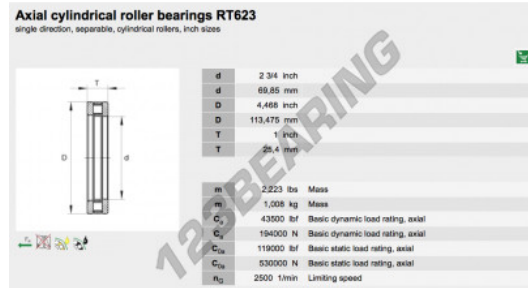 Axial cylindrical roller bearings RT623
single direction, separable, cylindrical rollers, inch sizes
T
D
d
d 2 3/4 inch
d 69,85 mm
D 4,468 inch
D 113,475 mm
T 1 inch
T 25,4 mm
m 2,223 lbs Mass
m 1,008 kg Mass
Ca 43500 lbf Basic dynamic load rating, axial
Ca 194000 N Basic dynamic load rating, axial
C0a 119000 lbf Basic static load rating, axial
C0a 530000 N Basic static load rating, axial
nG 2500 1/min Limiting speed
123BEARING